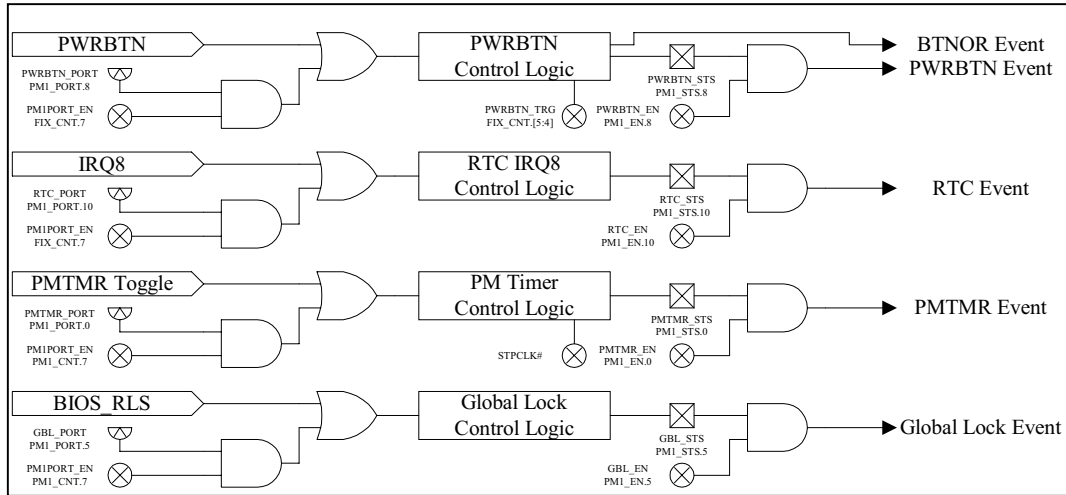 PWRBTN
PWRBTN_PORT
PM1_PORT.8
PM1PORT_EN
FIX_CNT.7
PWRBTN
Control Logic
PWRBTN_TRG
FIX_CNT.[5:4]
PWRBTN_STS
PM1_STS.8
PWRBTN_EN
PM1_EN.8
BTNOR Event
PWRBTN Event
IRQ8
RTC_PORT
PM1_PORT.10
PM1PORT_EN
FIX_CNT.7
RTC IRQ8
Control Logic
RTC_STS
PM1_STS.10
RTC_EN
PM1_EN.10
RTC Event
PMTMR Toggle
PMTMR_PORT
PM1_PORT.0
PM1PORT_EN
PM1_CNT.7
PM Timer
Control Logic
STPCLK#
PMTMR_STS
PM1_STS.0
PMTMR_EN
PM1_EN.0
PMTMR Event
BIOS_RLS
GBL_PORT
PM1_PORT.5
PM1PORT_EN
PM1_CNT.7
Global Lock
Control Logic
GBL_STS
PM1_STS.5
GBL_EN
PM1_EN.5
Global Lock Event